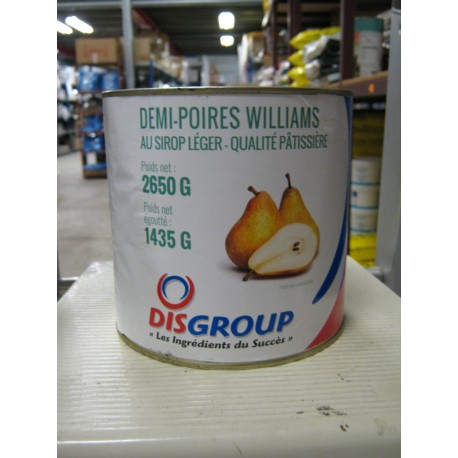 DEMI-POIRES WILLIAMS
AU SIROP LÉGER - QUALITÉ PÂTISSIÈRE
Poids net :
2650 G
Poids net
égoutté :
1435 G
DISGROUP
« Les Ingrédients du Succès »